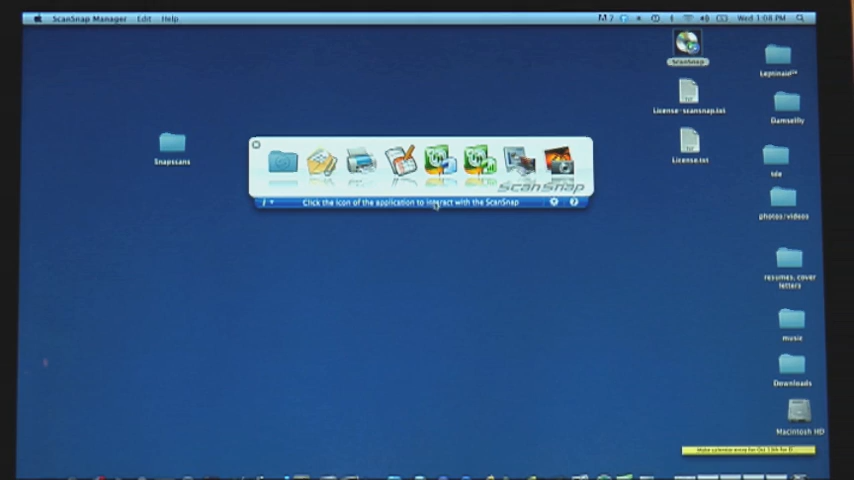 ScanSnap Manager Edit Help
Wed 1:08 PM
ScanSnap
License-scansnap.txt
License.txt
Snapscans
ScanSnap
Click the icon of the application to interact with the ScanSnap
Damselfly
photos/videos
resumes, cover
letters
music
Downloads
Macintosh HD